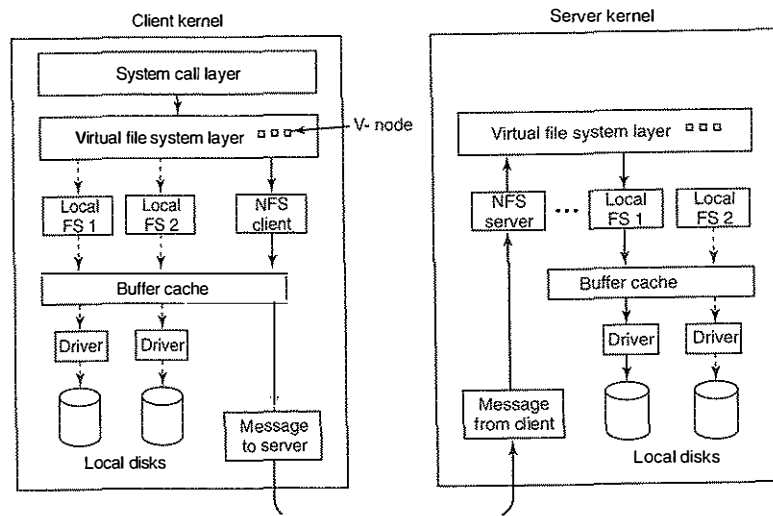 Client kernel
System call layer
Virtual file system layer
V- node
Local
FS 1
Local
FS 2
NFS
client
Buffer cache
Driver
Driver
Message
to server
Local disks
Server kernel
Virtual file system layer
NFS
server
...
Local
FS 1
Local
FS 2
Buffer cache
Driver
Driver
Message
from client
Local disks